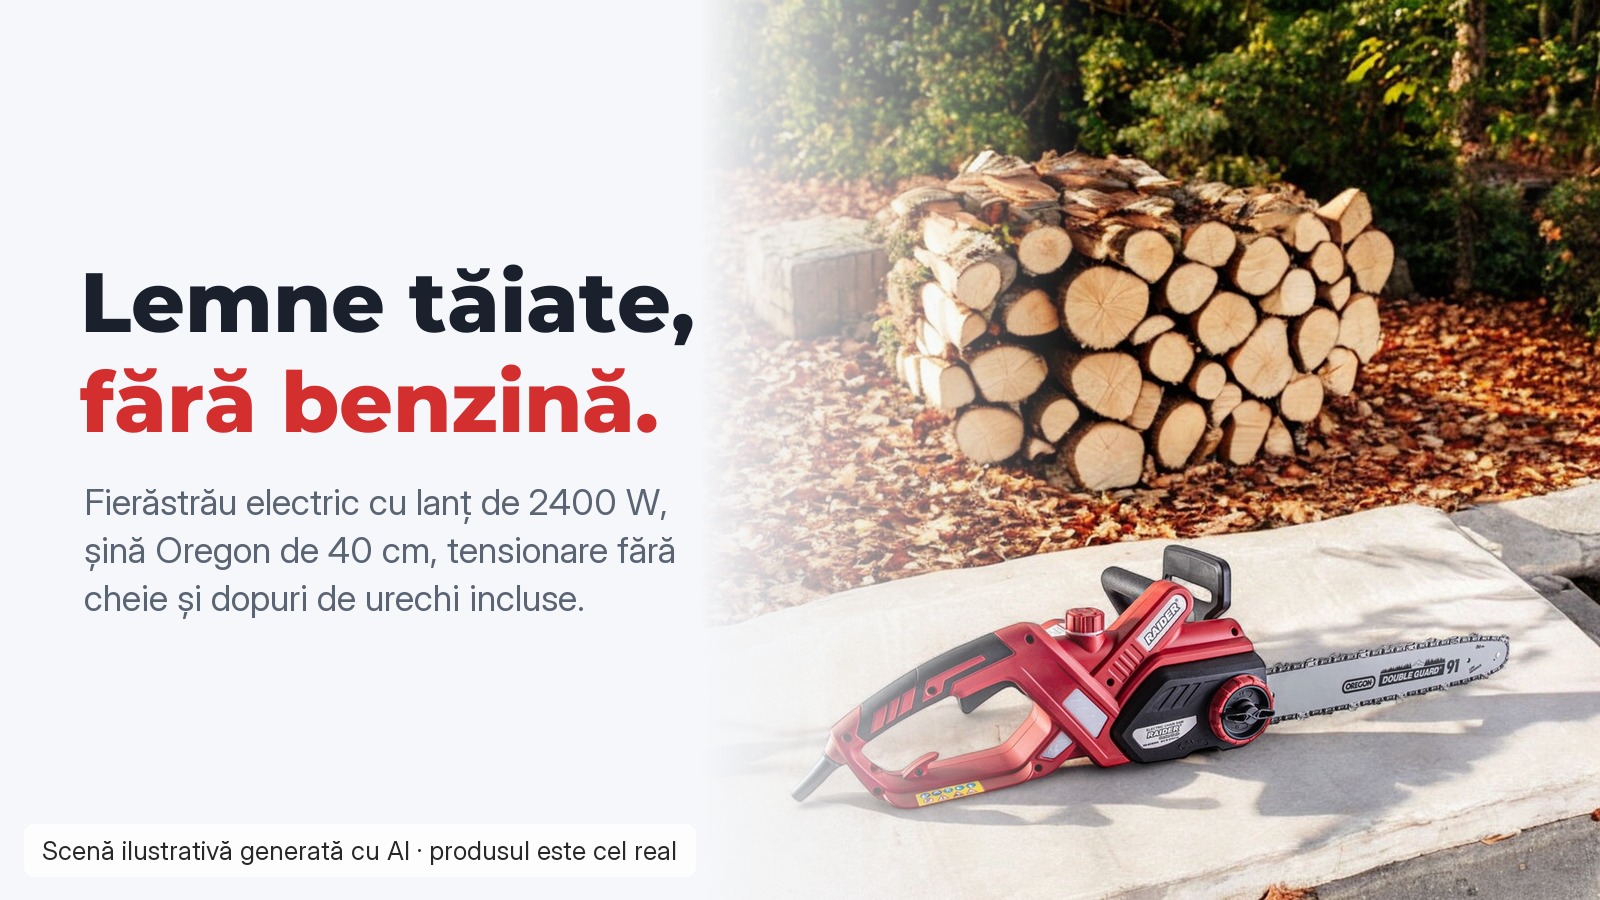 Lemne tăiate,
fără benzină.
Fierăstrău electric cu lanț de 2400 W,
șină Oregon de 40 cm, tensionare fără
cheie și dopuri de urechi incluse.
RAIDER
OREGON DOUBLE GUARD 91
RAIDER
Scenă ilustrativă generată cu AI · produsul este cel real